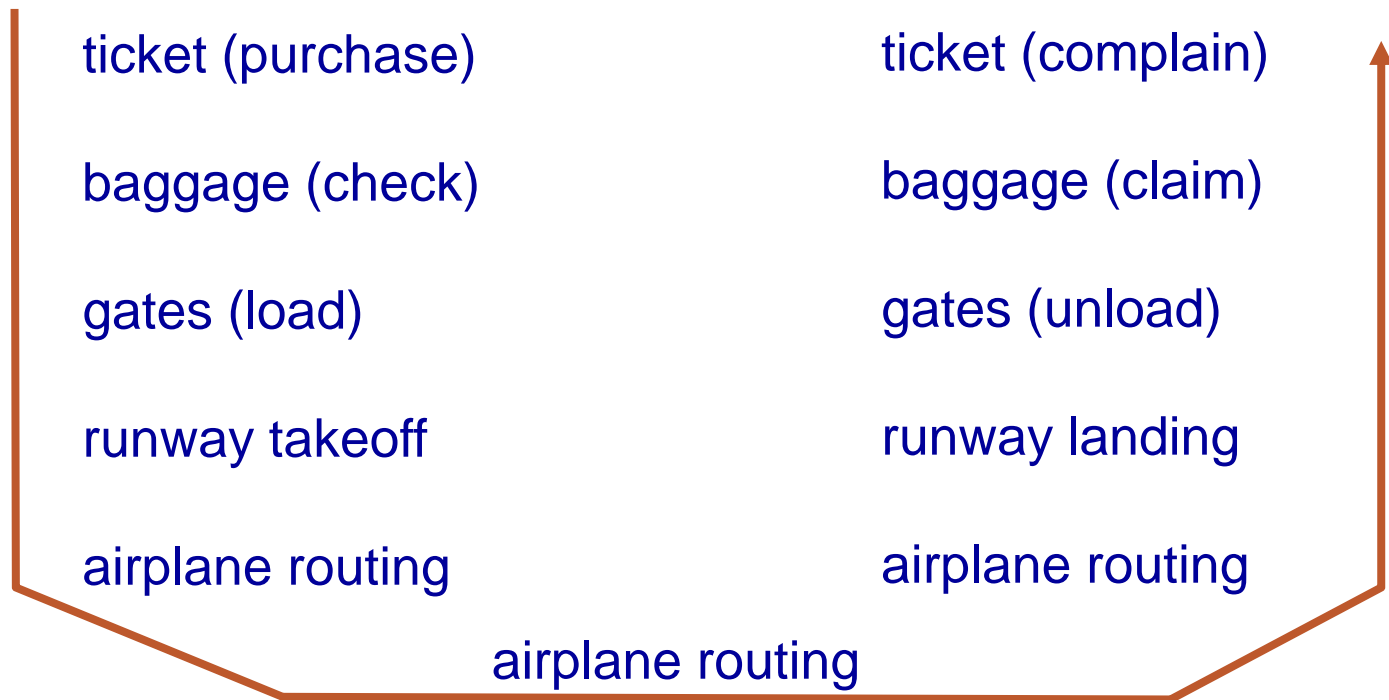 ticket (purchase)
baggage (check)
gates (load)
runway takeoff
airplane routing
ticket (complain)
baggage (claim)
gates (unload)
runway landing
airplane routing
airplane routing